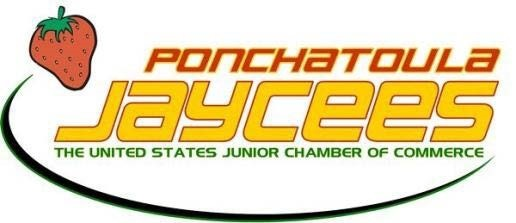 PONCHATOULA
JAYCEES
THE UNITED STATES JUNIOR CHAMBER OF COMMERCE